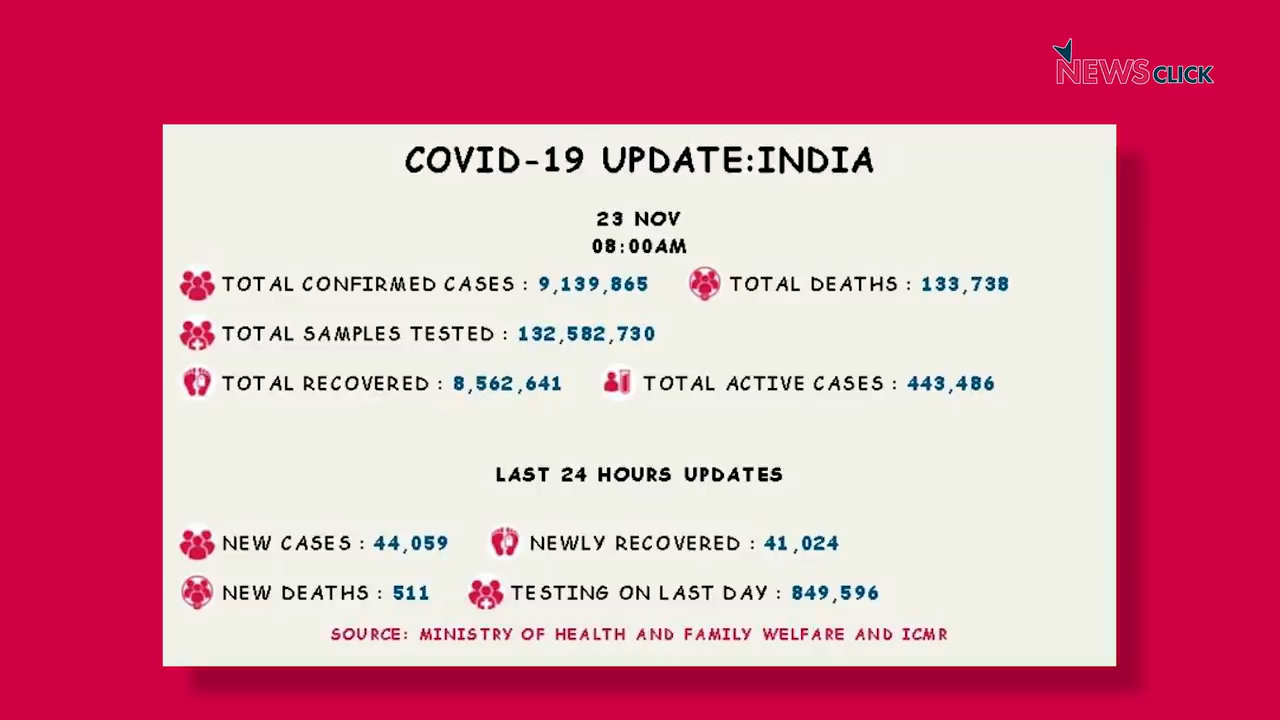 NEWSCLICK
COVID-19 UPDATE:INDIA
23 NOV
08:00AM
TOTAL CONFIRMED CASES : 9,139,865 TOTAL DEATHS : 133,738
TOTAL SAMPLES TESTED : 132,582,730
TOTAL RECOVERED : 8,562,641 TOTAL ACTIVE CASES : 443,486
LAST 24 HOURS UPDATES
NEW CASES : 44,059 NEWLY RECOVERED : 41,024
NEW DEATHS : 511 TESTING ON LAST DAY : 849,596
SOURCE: MINISTRY OF HEALTH AND FAMILY WELFARE AND ICMR